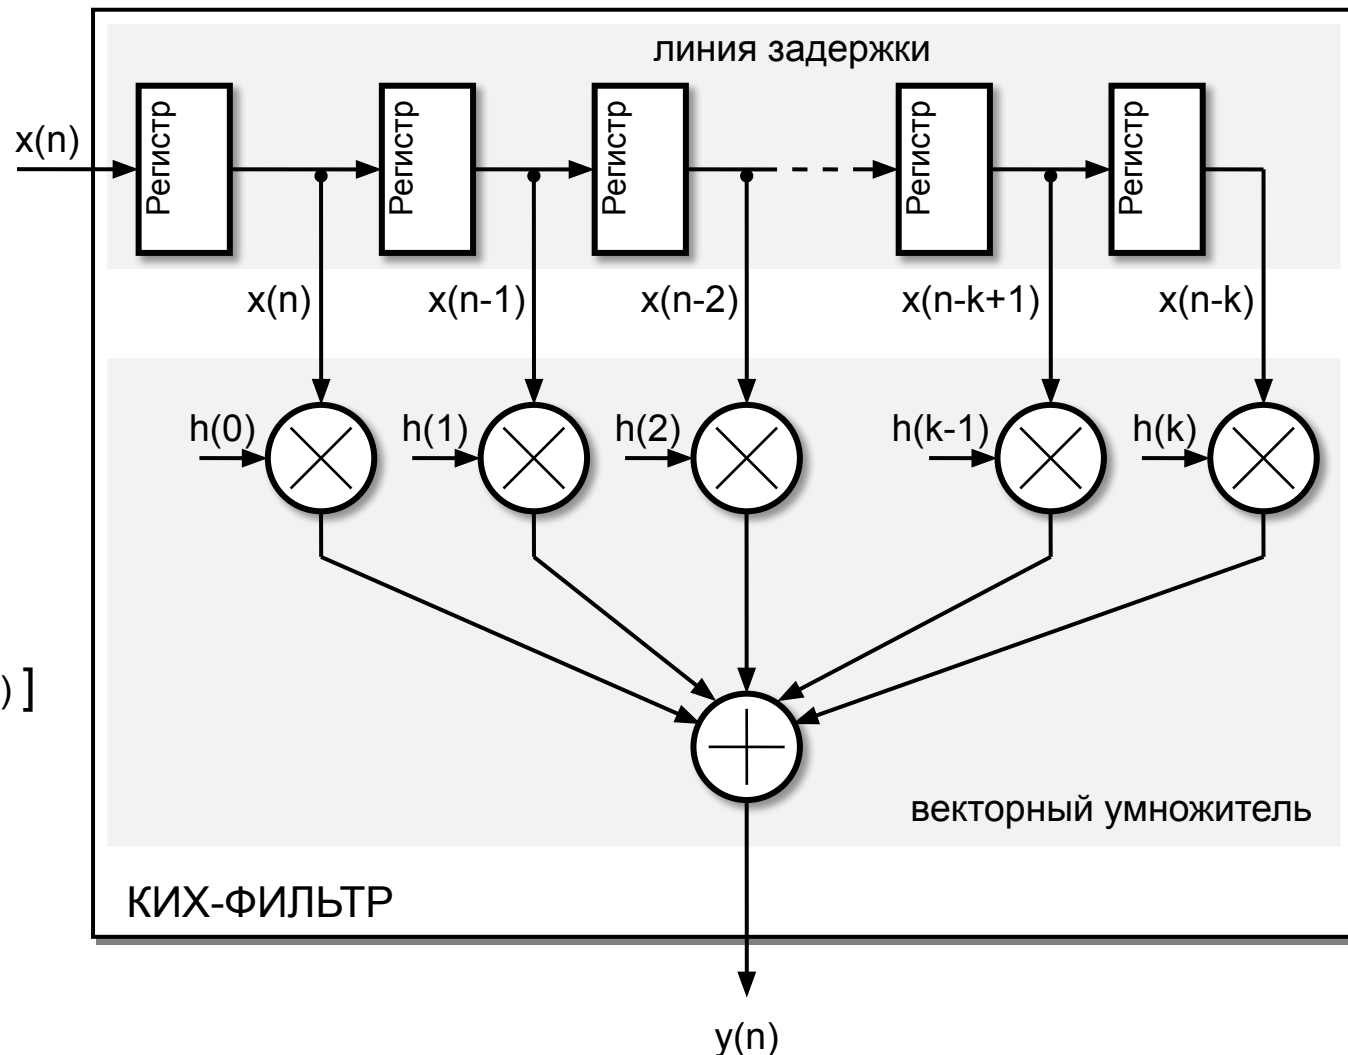 линия задержки
x(n)
Регистр
Регистр
Регистр
Регистр
Регистр
x(n)
x(n-1)
x(n-2)
x(n-k+1)
x(n-k)
h(0)
h(1)
h(2)
h(k-1)
h(k)
) ]
векторный умножитель
КИХ-ФИЛЬТР
y(n)